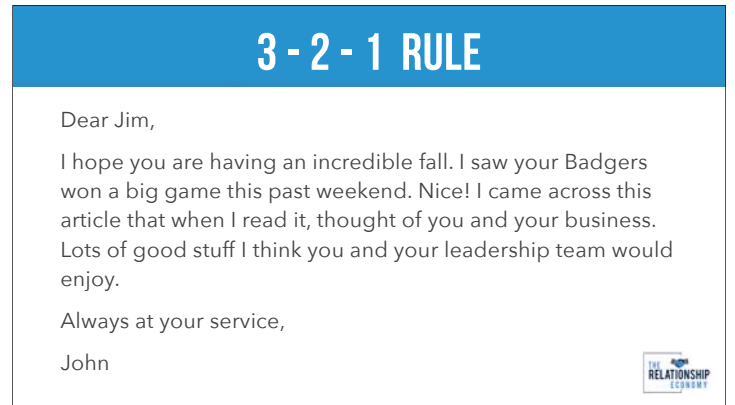 3 - 2 - 1 RULE
Dear Jim,
I hope you are having an incredible fall. I saw your Badgers
won a big game this past weekend. Nice! I came across this
article that when I read it, thought of you and your business.
Lots of good stuff I think you and your leadership team would
enjoy.
Always at your service,
John
THE
RELATIONSHIP
ECONOMY